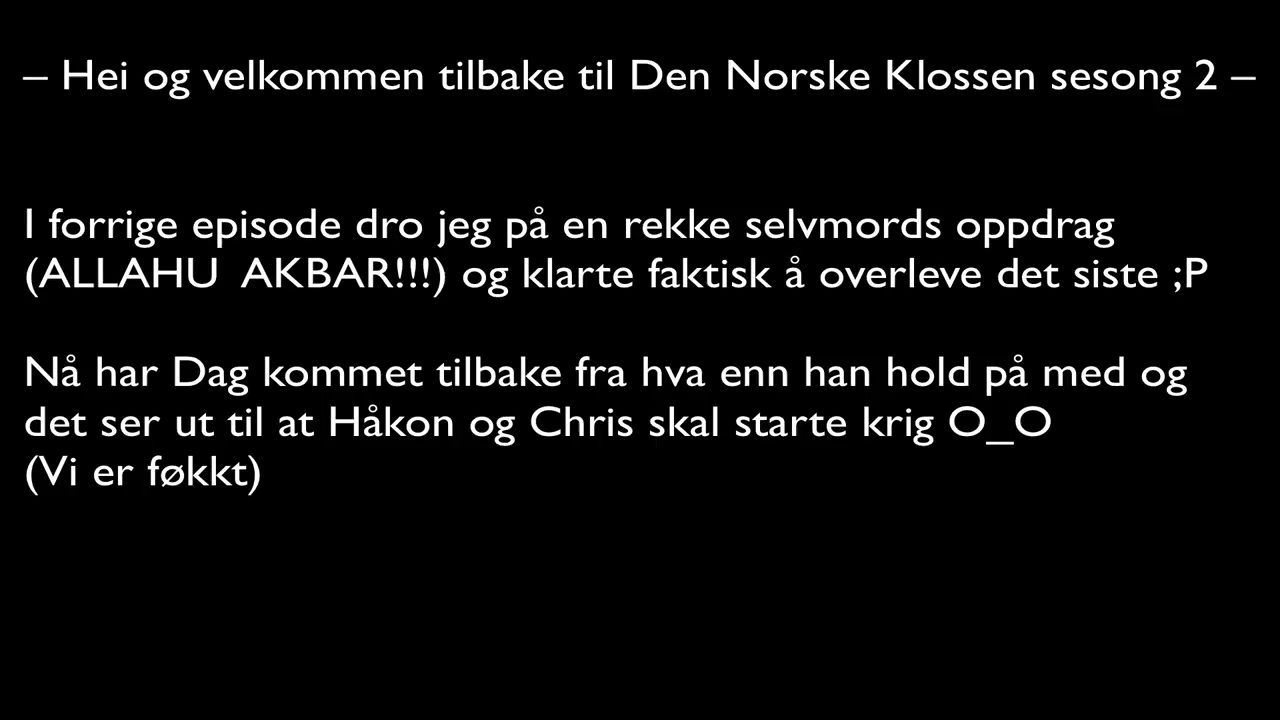 – Hei og velkommen tilbake til Den Norske Klossen sesong 2 –
I forrige episode dro jeg på en rekke selvmords oppdrag
(ALLAHU AKBAR!!!) og klarte faktisk å overleve det siste ;P
Nå har Dag kommet tilbake fra hva enn han hold på med og
det ser ut til at Håkon og Chris skal starte krig O_O
(Vi er føkkt)